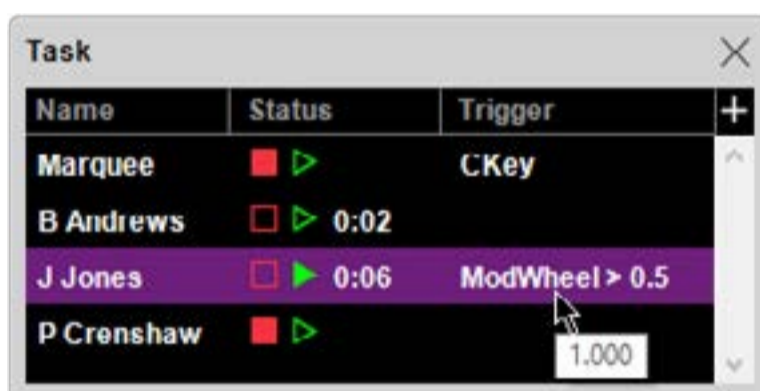 Task
Name Status Trigger
Marquee CKey
B Andrews 0:02
J Jones 0:06 ModWheel > 0.5
P Crenshaw
1.000